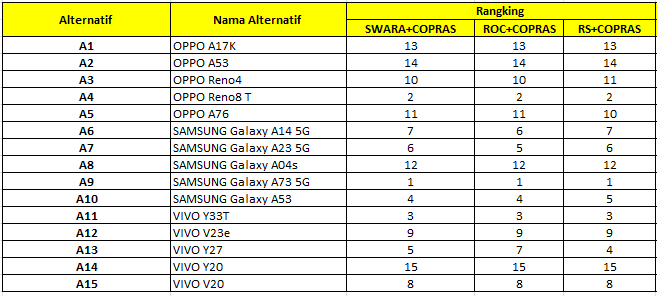 Alternatif Nama Alternatif Rangking
SWARA+COPRAS ROC+COPRAS RS+COPRAS
A1 OPPO A17K 13 13 13
A2 OPPO A53 14 14 14
A3 OPPO Reno4 10 10 11
A4 OPPO Reno8 T 2 2 2
A5 OPPO A76 11 11 10
A6 SAMSUNG Galaxy A14 5G 7 6 7
A7 SAMSUNG Galaxy A23 5G 6 5 6
A8 SAMSUNG Galaxy A04s 12 12 12
A9 SAMSUNG Galaxy A73 5G 1 1 1
A10 SAMSUNG Galaxy A53 4 4 5
A11 VIVO Y33T 3 3 3
A12 VIVO V23e 9 9 9
A13 VIVO Y27 5 7 4
A14 VIVO Y20 15 15 15
A15 VIVO V20 8 8 8